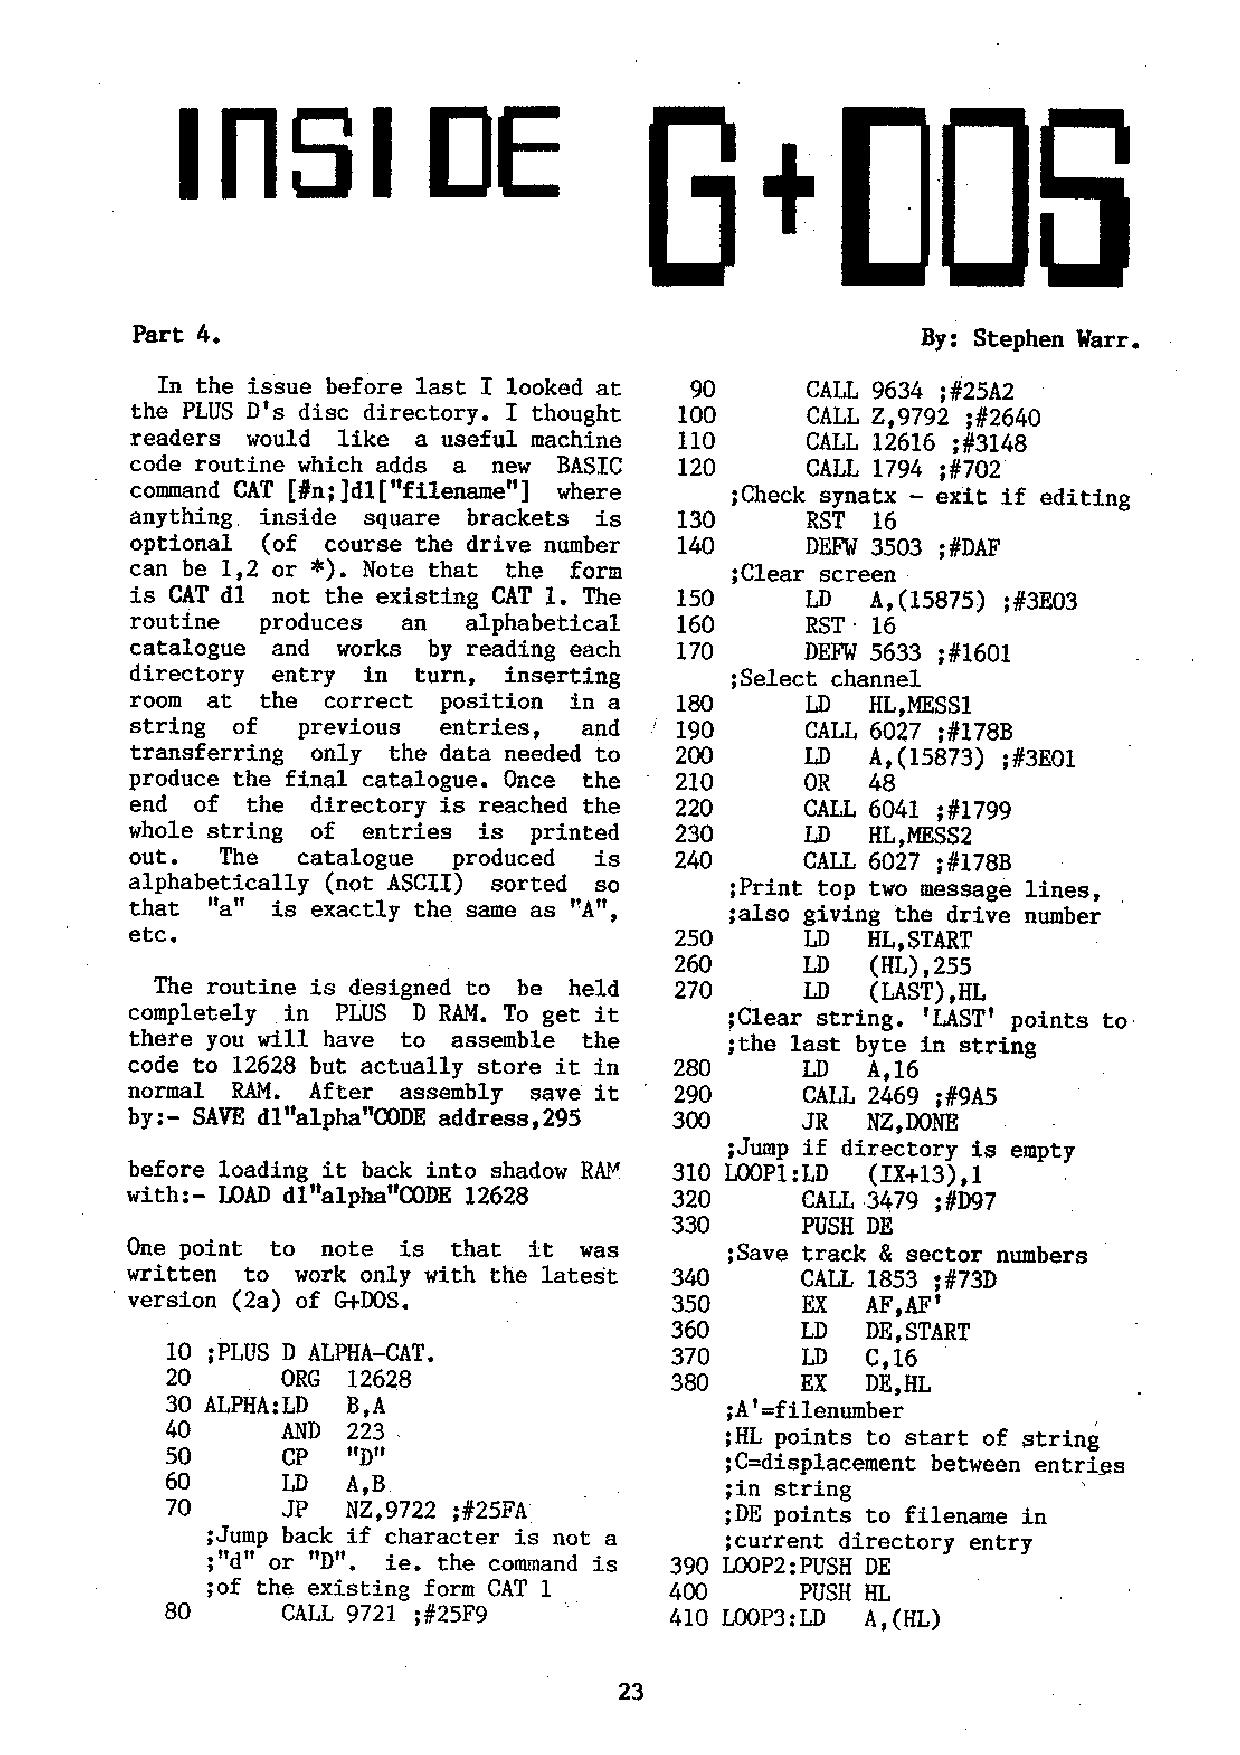 INSIDE G+DOS
Part 4.
By: Stephen Warr.
In the issue before last I looked at
the PLUS D's disc directory. I thought
readers would like a useful machine
code routine which adds a new BASIC
command CAT [#n;]d1["filename"] where
anything inside square brackets is
optional (of course the drive number
can be 1,2 or *). Note that the form
is CAT d1 not the existing CAT 1. The
routine produces an alphabetical
catalogue and works by reading each
directory entry in turn, inserting
room at the correct position in a
string of previous entries, and
transferring only the data needed to
produce the final catalogue. Once the
end of the directory is reached the
whole string of entries is printed
out. The catalogue produced is
alphabetically (not ASCII) sorted so
that "a" is exactly the same as "A",
etc.
The routine is designed to be held
completely in PLUS D RAM. To get it
there you will have to assemble the
code to 12628 but actually store it in
normal RAM. After assembly save it
by:- SAVE d1"alpha"CODE address,295
before loading it back into shadow RAM
with:- LOAD d1"alpha"CODE 12628
One point to note is that it was
written to work only with the latest
version (2a) of G+DOS.
10 ;PLUS D ALPHA-CAT.
20 ORG 12628
30 ALPHA:LD B,A
40 AND 223
50 CP "D"
60 LD A,B
70 JP NZ,9722 ;#25FA
;Jump back if character is not a
;"d" or "D". ie. the command is
;of the existing form CAT 1
80 CALL 9721 ;#25F9
90 CALL 9634 ;#25A2
100 CALL Z,9792 ;#2640
110 CALL 12616 ;#3148
120 CALL 1794 ;#702
;Check synatx - exit if editing
130 RST 16
140 DEFW 3503 ;#DAF
;Clear screen
150 LD A,(15875) ;#3E03
160 RST 16
170 DEFW 5633 ;#1601
;Select channel
180 LD HL,MESS1
190 CALL 6027 ;#178B
200 LD A,(15873) ;#3E01
210 OR 48
220 CALL 6041 ;#1799
230 LD HL,MESS2
240 CALL 6027 ;#178B
;Print top two message lines,
;also giving the drive number
250 LD HL,START
260 LD (HL),255
270 LD (LAST),HL
;Clear string. 'LAST' points to
;the last byte in string
280 LD A,16
290 CALL 2469 ;#9A5
300 JR NZ,DONE
;Jump if directory is empty
310 LOOP1:LD (IX+13),1
320 CALL 3479 ;#D97
330 PUSH DE
;Save track & sector numbers
340 CALL 1853 ;#73D
350 EX AF,AF'
360 LD DE,START
370 LD C,16
380 EX DE,HL
;A'=filenumber
;HL points to start of string
;C=displacement between entries
;in string
;DE points to filename in
;current directory entry
390 LOOP2:PUSH DE
400 PUSH HL
410 LOOP3:LD A,(HL)
23